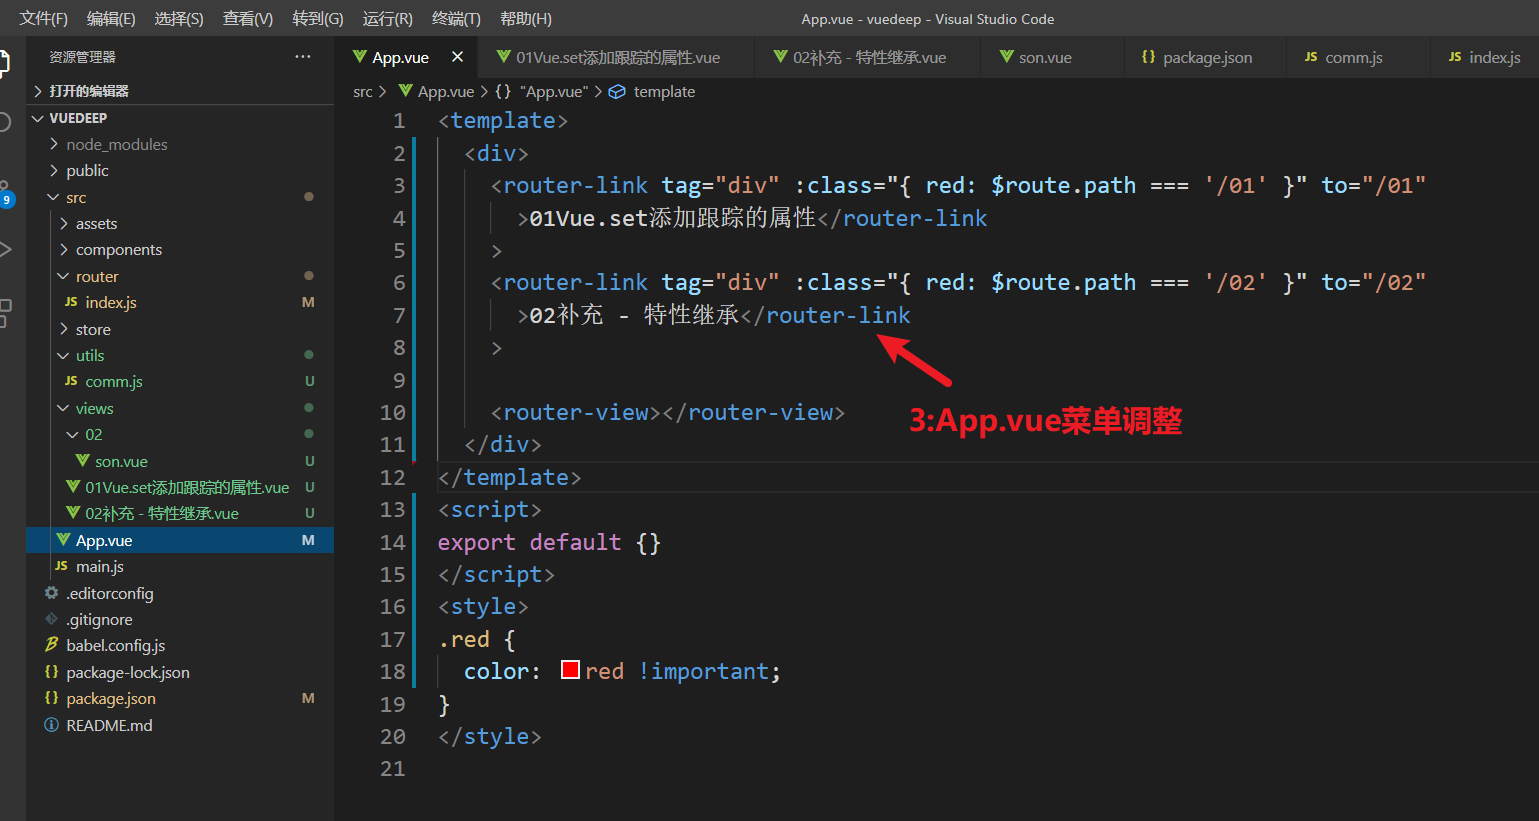 文件(F) 编辑(E) 选择(S) 查看(V) 转到(G) 运行(R) 终端(T) 帮助(H) App.vue - vuedeep - Visual Studio Code
资源管理器 ···
App.vue × 01Vue.set添加跟踪的属性.vue 02补充 - 特性继承.vue son.vue {} package.json JS comm.js JS index.js
打开的编辑器
src > App.vue > {} "App.vue" > template
VUEDEEP
node_modules
public
src
assets
components
router
JS index.js M
store
utils
JS comm.js U
views
02
son.vue U
01Vue.set添加跟踪的属性.vue U
02补充 - 特性继承.vue U
App.vue M
JS main.js
.editorconfig
.gitignore
babel.config.js
{} package-lock.json
{} package.json M
README.md
9
1 <template>
2 <div>
3 <router-link tag="div" :class="{ red: $route.path === '/01' }" to="/01"
4 >01Vue.set添加跟踪的属性</router-link
5 >
6 <router-link tag="div" :class="{ red: $route.path === '/02' }" to="/02"
7 >02补充 - 特性继承</router-link
8 >
9
10 <router-view></router-view>
11 </div>
12 </template>
13 <script>
14 export default {}
15 </script>
16 <style>
17 .red {
18 color: red !important;
19 }
20 </style>
21
3:App.vue菜单调整